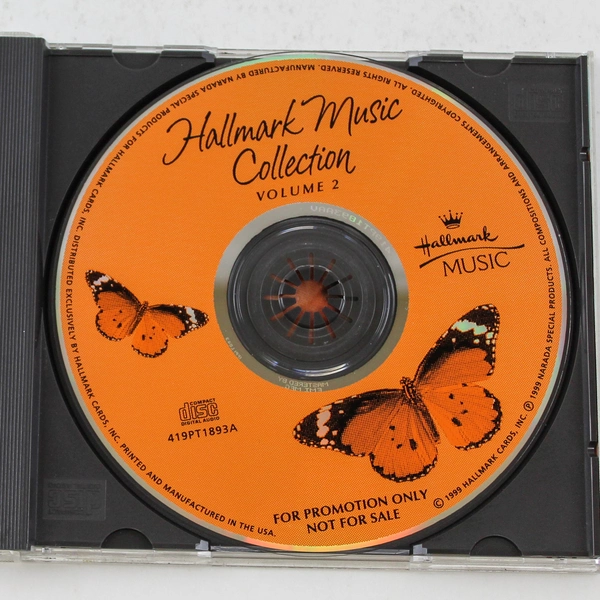 Hallmark Music
Collection
VOLUME 2
Hallmark
MUSIC
COMPACT
disc
DIGITAL AUDIO
419PT1893A
FOR PROMOTION ONLY
NOT FOR SALE
© 1999 HALLMARK CARDS, INC. ℗ 1999 NARADA SPECIAL PRODUCTS. ALL COMPOSITIONS AND ARRANGEMENTS COPYRIGHTED. ALL RIGHTS RESERVED. MANUFACTURED BY NARADA SPECIAL PRODUCTS FOR HALLMARK CARDS, INC. DISTRIBUTED EXCLUSIVELY BY HALLMARK CARDS, INC. PRINTED AND MANUFACTURED IN THE USA.